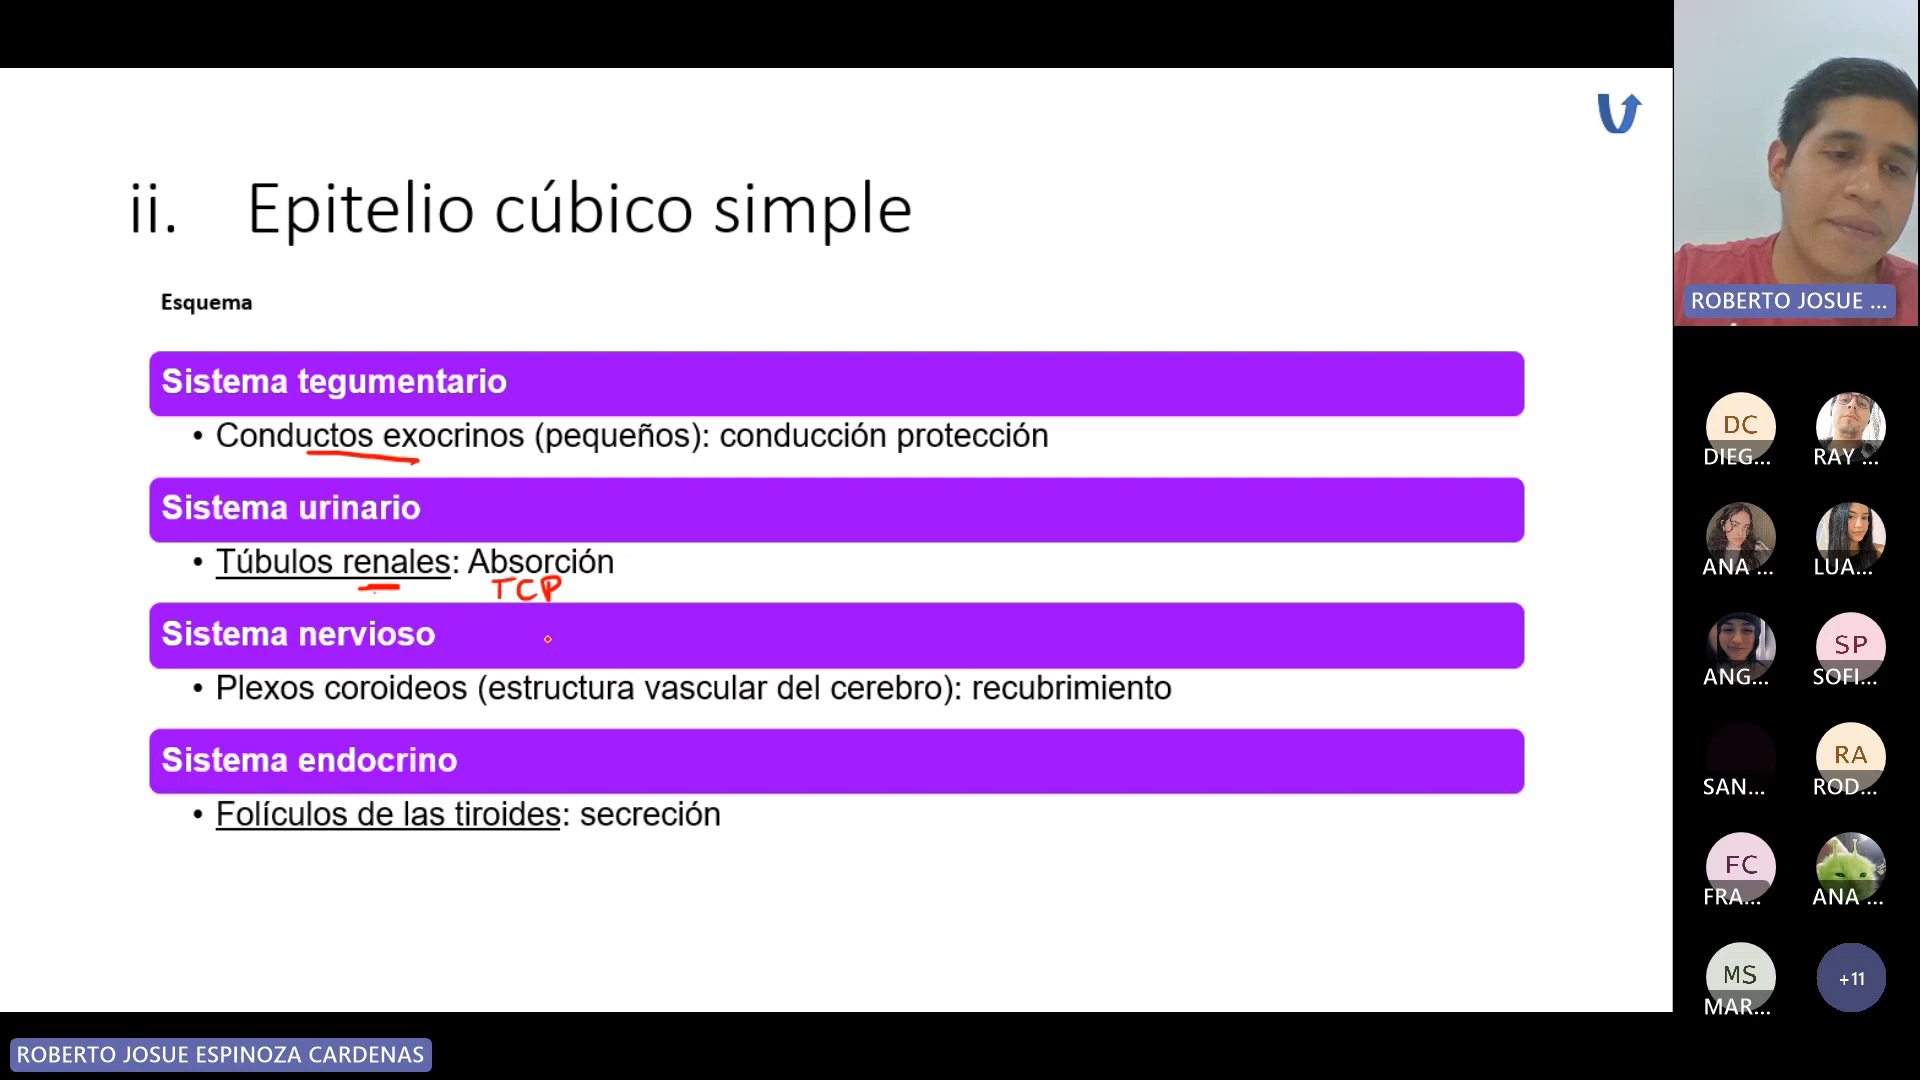 ii. Epitelio cúbico simple
Esquema
Sistema tegumentario
• Conductos exocrinos (pequeños): conducción protección
Sistema urinario
• Túbulos renales: Absorción
TCP
Sistema nervioso
• Plexos coroideos (estructura vascular del cerebro): recubrimiento
Sistema endocrino
• Folículos de las tiroides: secreción
ROBERTO JOSUE ESPINOZA CARDENAS
ROBERTO JOSUE ...
DC
DIEG...
RAY ...
ANA ...
LUA...
ANG...
SP
SOFI...
SAN...
RA
ROD...
FC
FRA...
ANA ...
MS
MAR...
+11